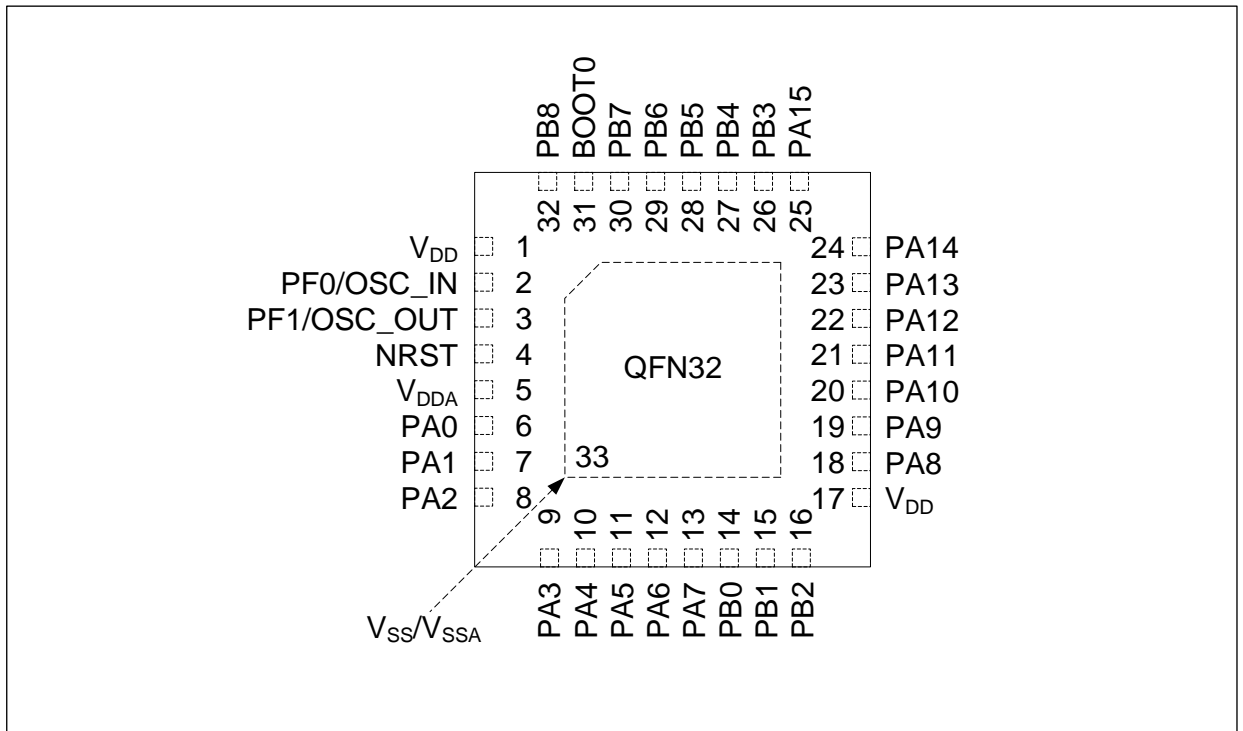 PB8
BOOT0
PB7
PB6
PB5
PB4
PB3
PA15
32
31
30
29
28
27
26
25
VDD 1
PF0/OSC_IN 2
PF1/OSC_OUT 3
NRST 4
VDDA 5
PA0 6
PA1 7
PA2 8
24 PA14
23 PA13
22 PA12
21 PA11
20 PA10
19 PA9
18 PA8
17 VDD
QFN32
33
9
10
11
12
13
14
15
16
PA3
PA4
PA5
PA6
PA7
PB0
PB1
PB2
VSS/VSSA